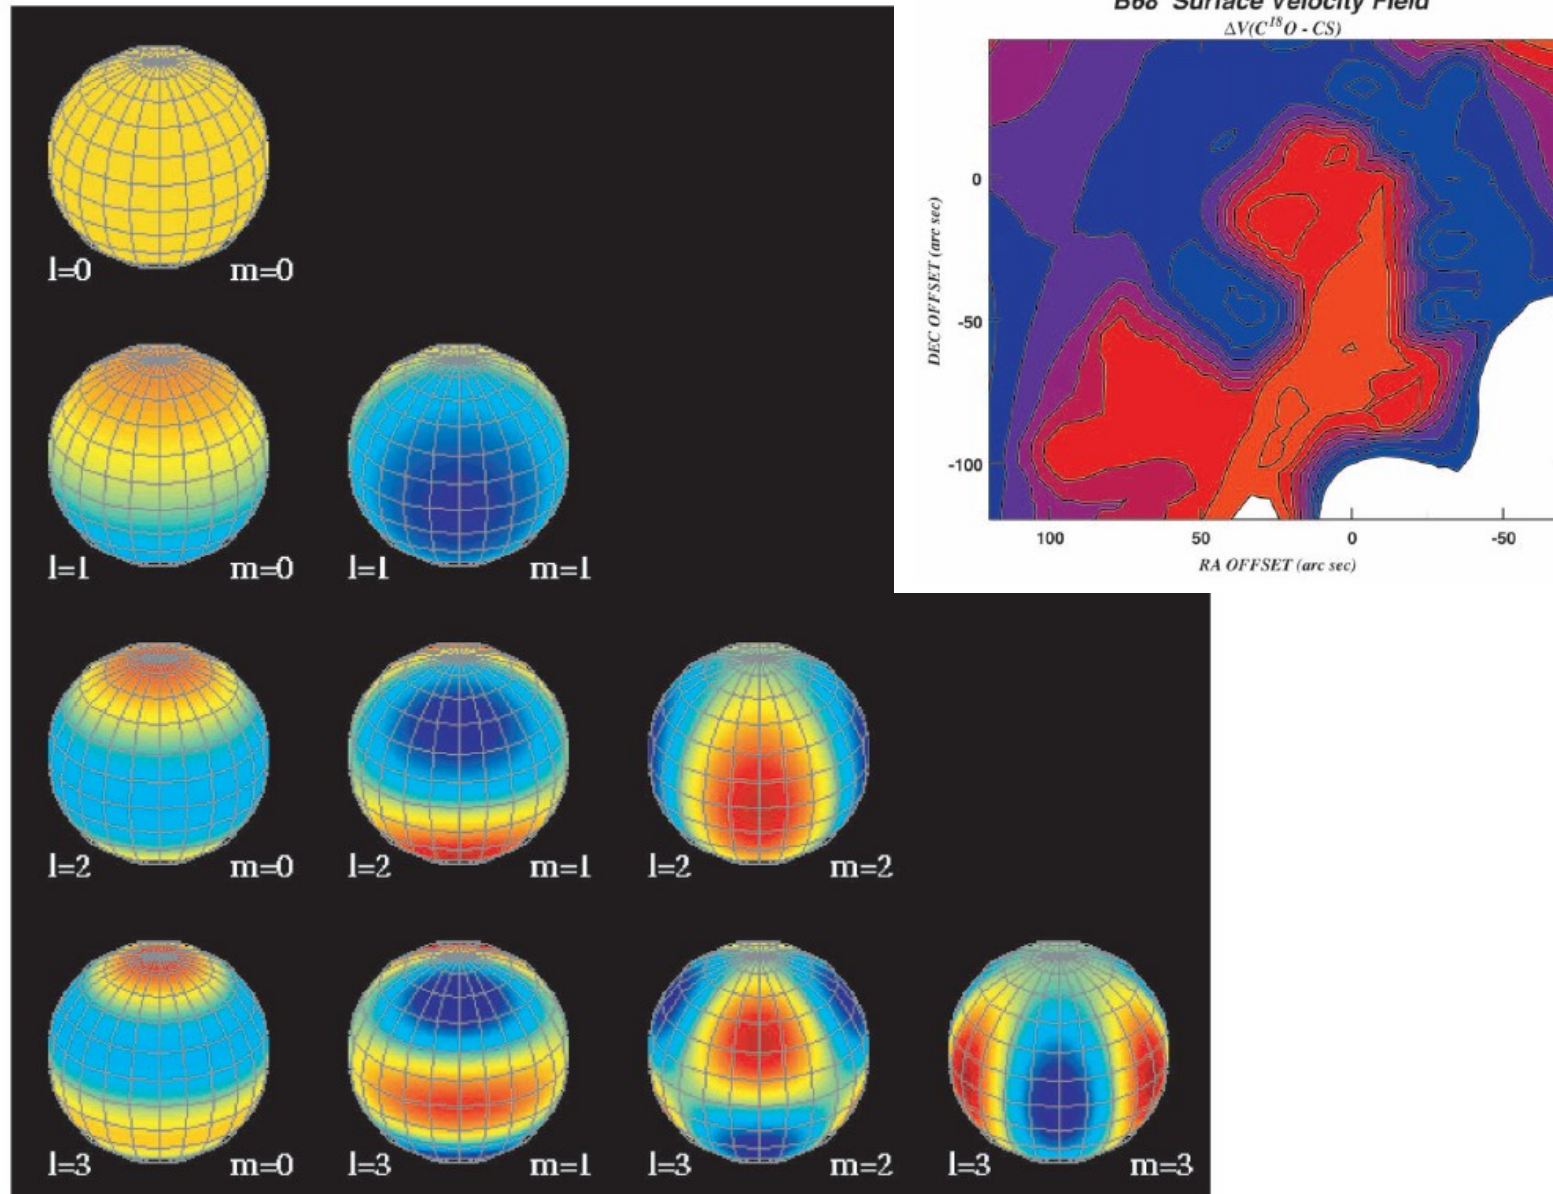 B68 Surface Velocity Field
ΔV(C¹⁸O - CS)
DEC OFFSET (arc sec)
0
-50
-100
100 50 0 -50
RA OFFSET (arc sec)
l=0 m=0
l=1 m=0 l=1 m=1
l=2 m=0 l=2 m=1 l=2 m=2
l=3 m=0 l=3 m=1 l=3 m=2 l=3 m=3